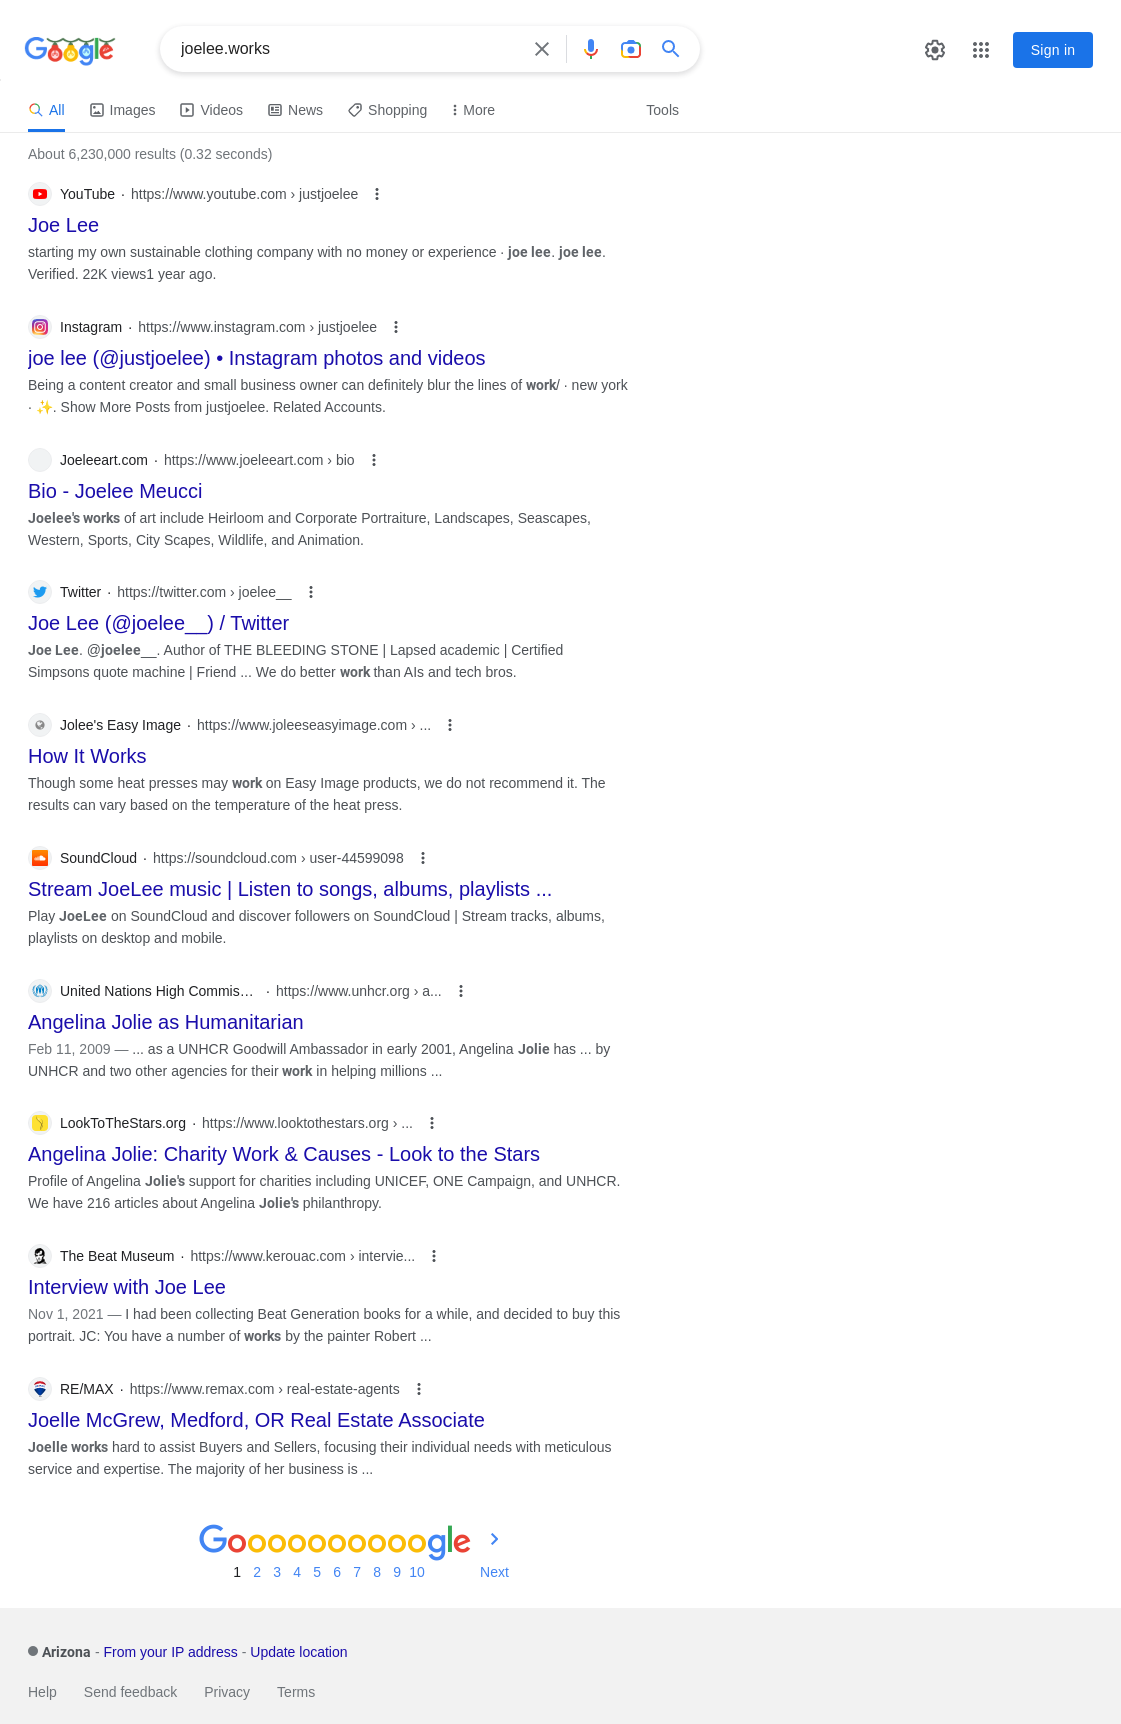 Google
joelee.works
Sign in
All Images Videos News Shopping More Tools
About 6,230,000 results (0.32 seconds)
YouTube · https://www.youtube.com › justjoelee
Joe Lee
starting my own sustainable clothing company with no money or experience · joe lee. joe lee.
Verified. 22K views1 year ago.
Instagram · https://www.instagram.com › justjoelee
joe lee (@justjoelee) • Instagram photos and videos
Being a content creator and small business owner can definitely blur the lines of work/ · new york
· ✨. Show More Posts from justjoelee. Related Accounts.
Joeleeart.com · https://www.joeleeart.com › bio
Bio - Joelee Meucci
Joelee's works of art include Heirloom and Corporate Portraiture, Landscapes, Seascapes,
Western, Sports, City Scapes, Wildlife, and Animation.
Twitter · https://twitter.com › joelee__
Joe Lee (@joelee__) / Twitter
Joe Lee. @joelee__. Author of THE BLEEDING STONE | Lapsed academic | Certified
Simpsons quote machine | Friend ... We do better work than AIs and tech bros.
Jolee's Easy Image · https://www.joleeseasyimage.com › ...
How It Works
Though some heat presses may work on Easy Image products, we do not recommend it. The
results can vary based on the temperature of the heat press.
SoundCloud · https://soundcloud.com › user-44599098
Stream JoeLee music | Listen to songs, albums, playlists ...
Play JoeLee on SoundCloud and discover followers on SoundCloud | Stream tracks, albums,
playlists on desktop and mobile.
United Nations High Commis... · https://www.unhcr.org › a...
Angelina Jolie as Humanitarian
Feb 11, 2009 — ... as a UNHCR Goodwill Ambassador in early 2001, Angelina Jolie has ... by
UNHCR and two other agencies for their work in helping millions ...
LookToTheStars.org · https://www.looktothestars.org › ...
Angelina Jolie: Charity Work & Causes - Look to the Stars
Profile of Angelina Jolie's support for charities including UNICEF, ONE Campaign, and UNHCR.
We have 216 articles about Angelina Jolie's philanthropy.
The Beat Museum · https://www.kerouac.com › intervie...
Interview with Joe Lee
Nov 1, 2021 — I had been collecting Beat Generation books for a while, and decided to buy this
portrait. JC: You have a number of works by the painter Robert ...
RE/MAX · https://www.remax.com › real-estate-agents
Joelle McGrew, Medford, OR Real Estate Associate
Joelle works hard to assist Buyers and Sellers, focusing their individual needs with meticulous
service and expertise. The majority of her business is ...
Goooooooooogle
1 2 3 4 5 6 7 8 9 10 Next
Arizona - From your IP address - Update location
Help Send feedback Privacy Terms